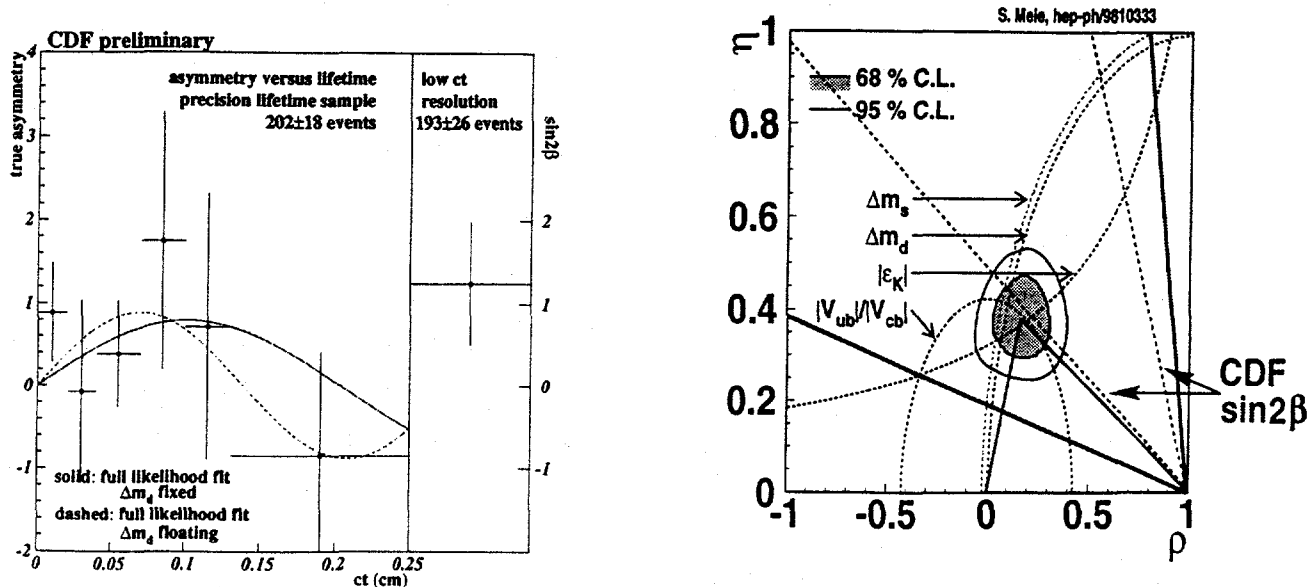 CDF preliminary
asymmetry versus lifetime
precision lifetime sample
202±18 events
low ct
resolution
193±26 events
true asymmetry
4
3
2
1
0
-1
-2
sin2β
2
1
0
-1
solid: full likelihood fit
Δm_d fixed
dashed: full likelihood fit
Δm_d floating
0
0.05
0.1
0.15
0.2
0.25
ct (cm)
S. Mele, hep-ph/9810333
η
1
0.8
0.6
0.4
0.2
0
68 % C.L.
95 % C.L.
Δm_s
Δm_d
|ε_K|
|V_ub|/|V_cb|
CDF
sin2β
-1
-0.5
0
0.5
1
ρ